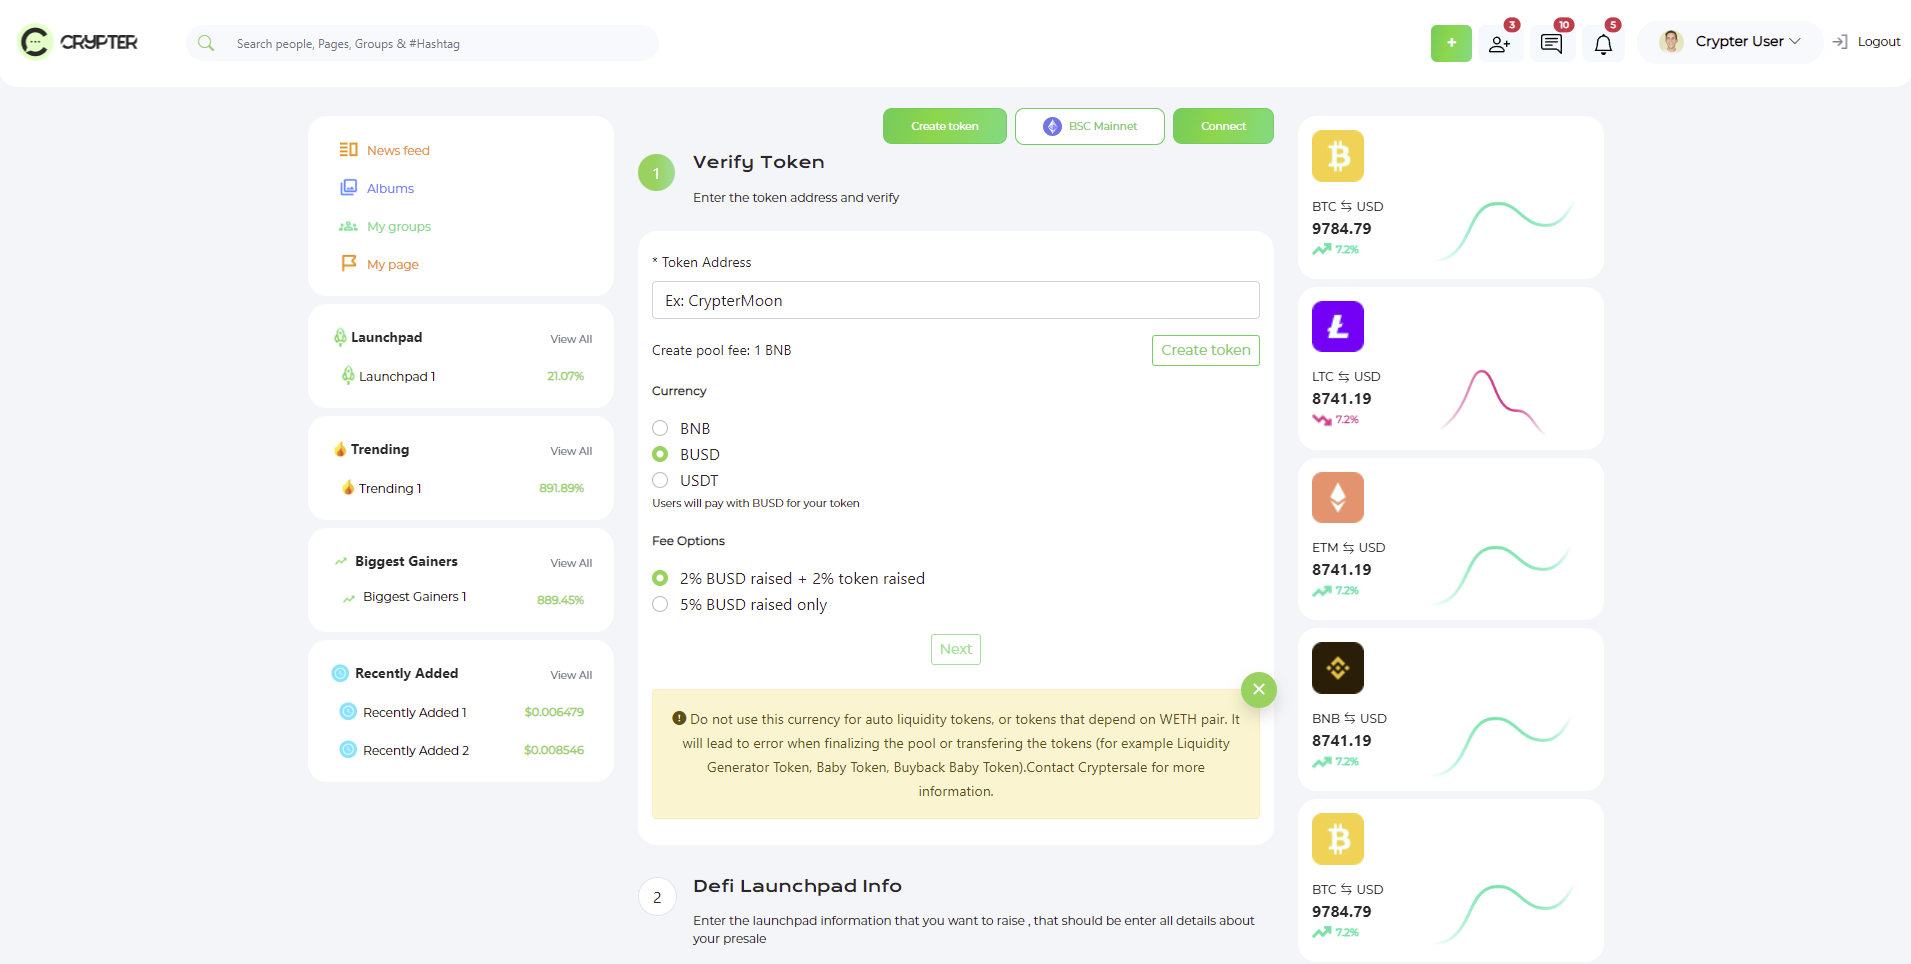 CRYPTER
Search people, Pages, Groups & #Hashtag
+
3
10
5
Crypter User
Logout
News feed
Albums
My groups
My page
Launchpad
View All
Launchpad 1
21.07%
Trending
View All
Trending 1
891.89%
Biggest Gainers
View All
Biggest Gainers 1
889.45%
Recently Added
View All
Recently Added 1
$0.006479
Recently Added 2
$0.008546
Create token
BSC Mainnet
Connect
1
Verify Token
Enter the token address and verify
* Token Address
Ex: CrypterMoon
Create pool fee: 1 BNB
Create token
Currency
BNB
BUSD
USDT
Users will pay with BUSD for your token
Fee Options
2% BUSD raised + 2% token raised
5% BUSD raised only
Next
Do not use this currency for auto liquidity tokens, or tokens that depend on WETH pair. It
will lead to error when finalizing the pool or transfering the tokens (for example Liquidity
Generator Token, Baby Token, Buyback Baby Token).Contact Cryptersale for more
information.
2
Defi Launchpad Info
Enter the launchpad information that you want to raise , that should be enter all details about
your presale
BTC ⇆ USD
9784.79
7.2%
LTC ⇆ USD
8741.19
7.2%
ETM ⇆ USD
8741.19
7.2%
BNB ⇆ USD
8741.19
7.2%
BTC ⇆ USD
9784.79
7.2%